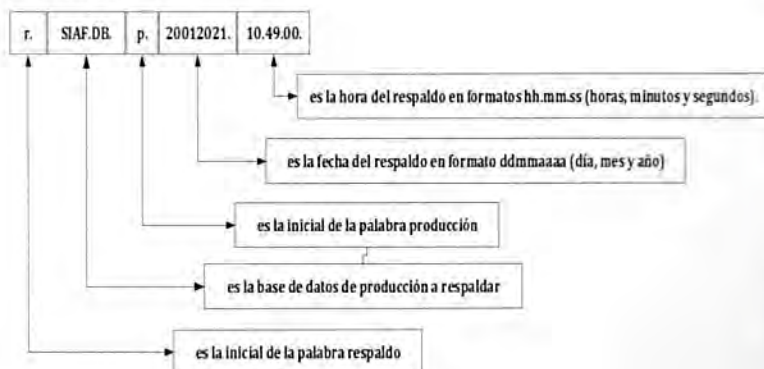 r. SIAF.DB. p. 20012021. 10.49.00.
es la hora del respaldo en formatos hh.mm.ss (horas, minutos y segundos).
es la fecha del respaldo en formato ddmmaaaa (día, mes y año)
es la inicial de la palabra producción
es la base de datos de producción a respaldar
es la inicial de la palabra respaldo